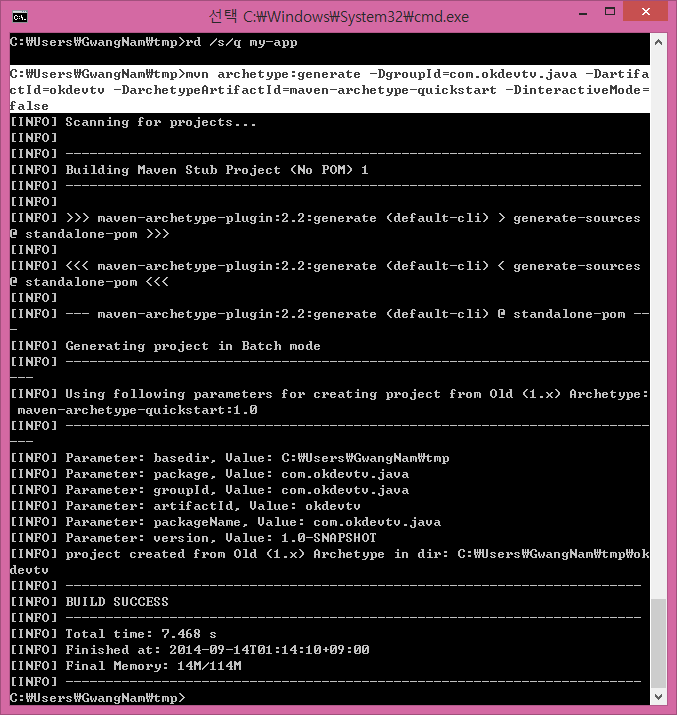 선택 C:₩Windows₩System32₩cmd.exe
C:₩Users₩GwangNam₩tmp>rd /s/q my-app
C:₩Users₩GwangNam₩tmp>mvn archetype:generate -DgroupId=com.okdevtv.java -Dartifa
ctId=okdevtv -DarchetypeArtifactId=maven-archetype-quickstart -DinteractiveMode=
false
[INFO] Scanning for projects...
[INFO]
[INFO] ------------------------------------------------------------------------
[INFO] Building Maven Stub Project (No POM) 1
[INFO] ------------------------------------------------------------------------
[INFO]
[INFO] >>> maven-archetype-plugin:2.2:generate (default-cli) > generate-sources
@ standalone-pom >>>
[INFO]
[INFO] <<< maven-archetype-plugin:2.2:generate (default-cli) < generate-sources
@ standalone-pom <<<
[INFO]
[INFO] --- maven-archetype-plugin:2.2:generate (default-cli) @ standalone-pom --
-
[INFO] Generating project in Batch mode
[INFO] -------------------------------------------------------------------------
---
[INFO] Using following parameters for creating project from Old (1.x) Archetype:
maven-archetype-quickstart:1.0
[INFO] -------------------------------------------------------------------------
---
[INFO] Parameter: basedir, Value: C:₩Users₩GwangNam₩tmp
[INFO] Parameter: package, Value: com.okdevtv.java
[INFO] Parameter: groupId, Value: com.okdevtv.java
[INFO] Parameter: artifactId, Value: okdevtv
[INFO] Parameter: packageName, Value: com.okdevtv.java
[INFO] Parameter: version, Value: 1.0-SNAPSHOT
[INFO] project created from Old (1.x) Archetype in dir: C:₩Users₩GwangNam₩tmp₩ok
devtv
[INFO] ------------------------------------------------------------------------
[INFO] BUILD SUCCESS
[INFO] ------------------------------------------------------------------------
[INFO] Total time: 7.468 s
[INFO] Finished at: 2014-09-14T01:14:10+09:00
[INFO] Final Memory: 14M/114M
[INFO] ------------------------------------------------------------------------
C:₩Users₩GwangNam₩tmp>